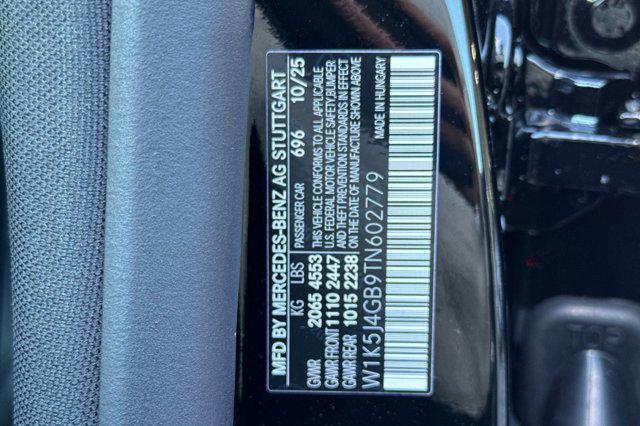 MFD BY MERCEDES-BENZ AG STUTTGART
PASSENGER CAR 696 10/25
KG LBS
GVWR 2065 4553
GAWR FRONT 1110 2447
GAWR REAR 1015 2238
THIS VEHICLE CONFORMS TO ALL APPLICABLE
U.S. FEDERAL MOTOR VEHICLE SAFETY, BUMPER
AND THEFT PREVENTION STANDARDS IN EFFECT
ON THE DATE OF MANUFACTURE SHOWN ABOVE
MADE IN HUNGARY
W1K5J4GB9TN602779
TOP